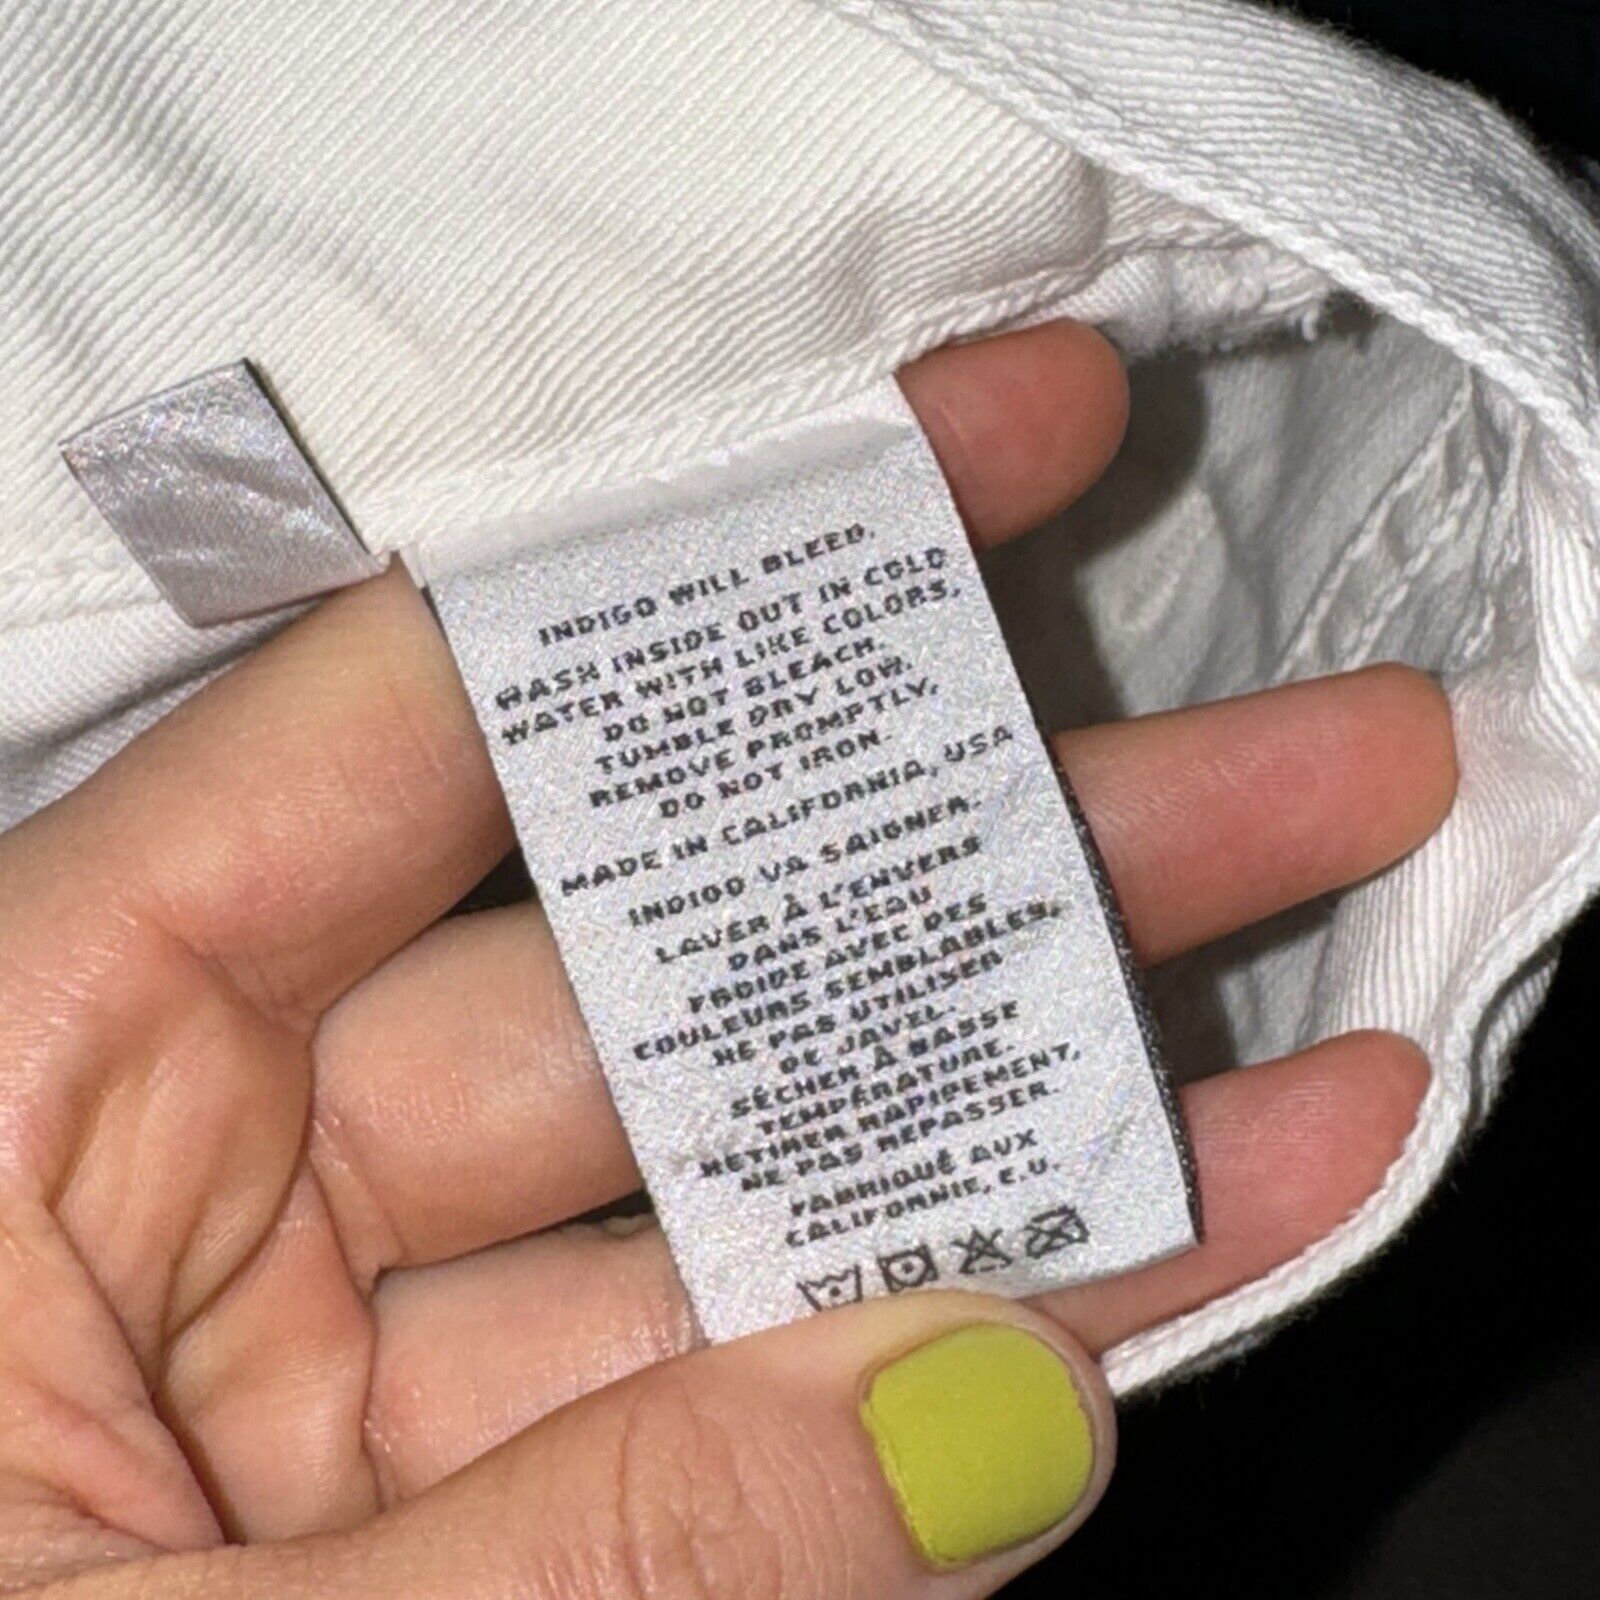 INDIGO WILL BLEED.
WASH INSIDE OUT IN COLD
WATER WITH LIKE COLORS,
DO NOT BLEACH.
TUMBLE DRY LOW.
REMOVE PROMPTLY,
DO NOT IRON.
MADE IN CALIFORNIA, USA
INDIGO VA SAIGNER.
LAVER À L'ENVERS
DANS L'EAU
FROIDE AVEC DES
COULEURS SEMBLABLES,
NE PAS UTILISER
DE JAVEL.
SÉCHER À BASSE
TEMPÉRATURE.
RETIRER RAPIDEMENT,
NE PAS REPASSER.
FABRIQUÉ AUX
CALIFORNIE, E.U.